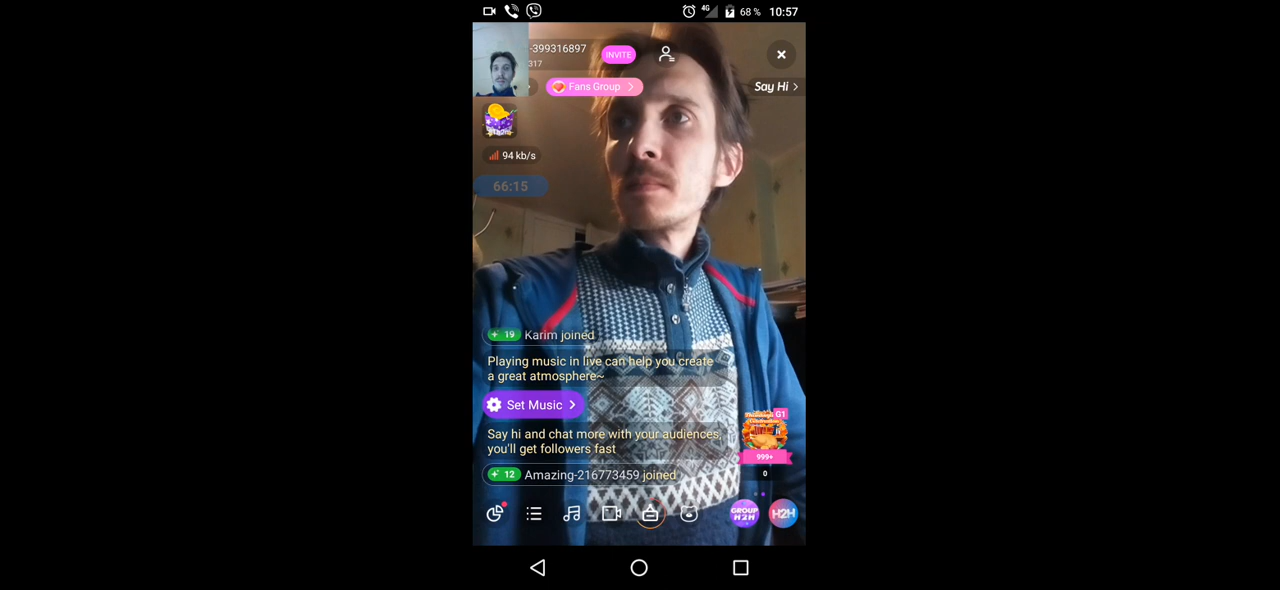 4G 68 % 10:57
-399316897
INVITE
317
Fans Group
Say Hi
94 kb/s
66:15
19 Karim joined
Playing music in live can help you create
a great atmosphere~
Set Music
Say hi and chat more with your audiences,
you'll get followers fast
G1
999+
0
12 Amazing-216773459 joined
GROUP
H2H
H2H